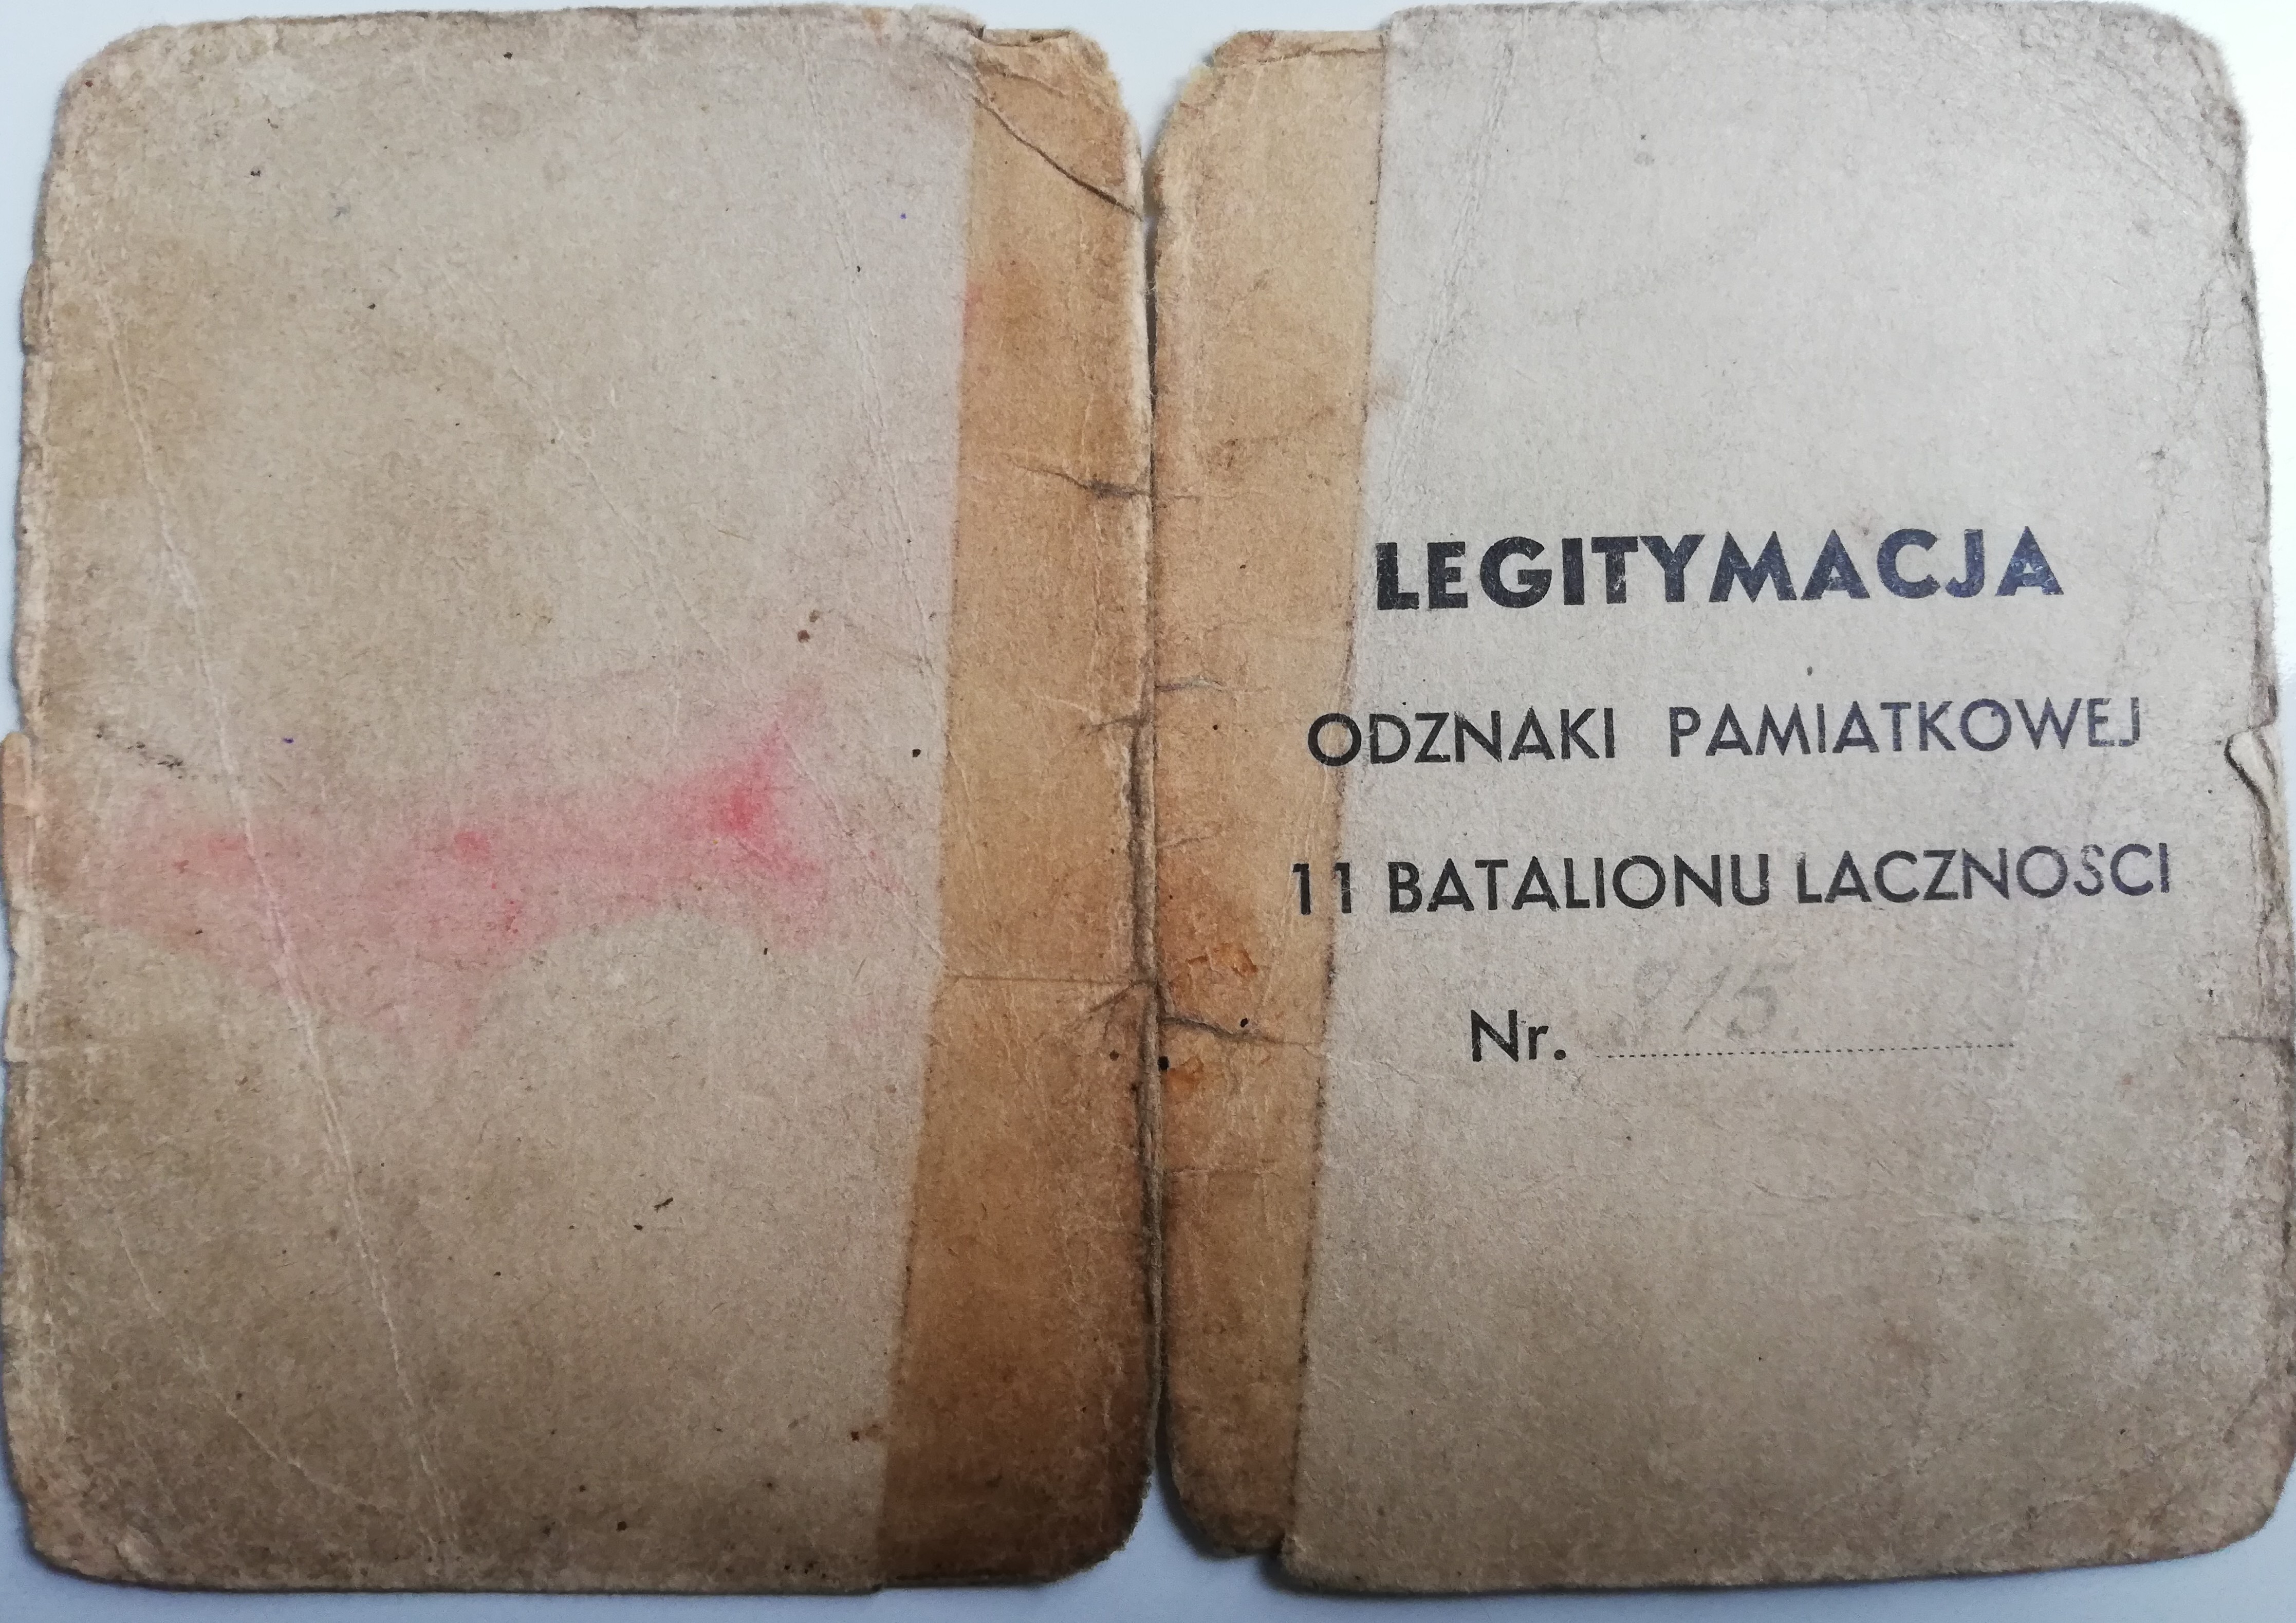 LEGITYMACJA
ODZNAKI PAMIATKOWEJ
11 BATALIONU LACZNOSCI
Nr.